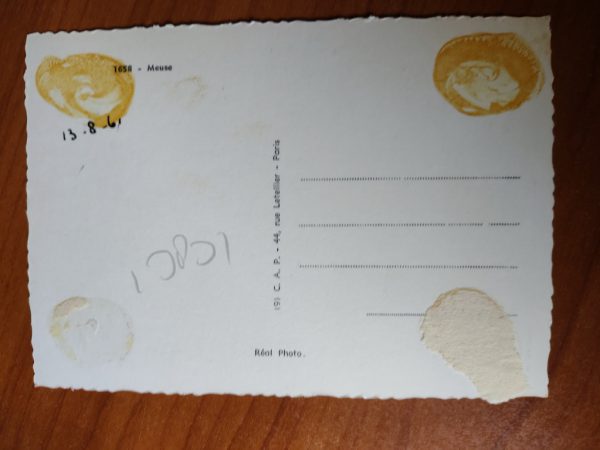 1658 - Meuse
13-8-61
C. A. P. - 44, rue Letellier - Paris
Réal Photo.